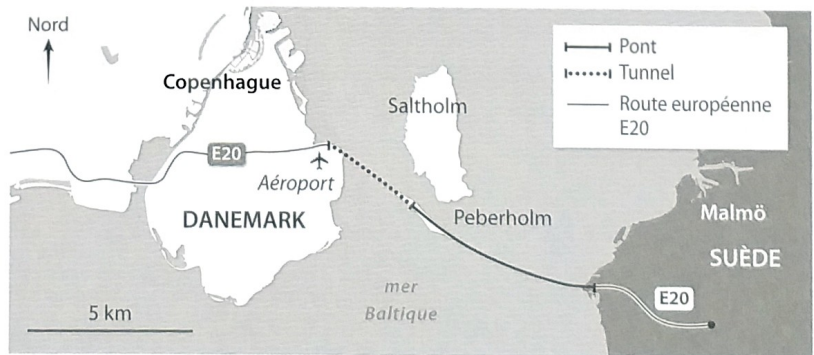 Nord
Copenhague
Saltholm
Pont
Tunnel
Route européenne
E20
E20
Aéroport
DANEMARK
Peberholm
Malmö
SUÈDE
mer
Baltique
E20
5 km